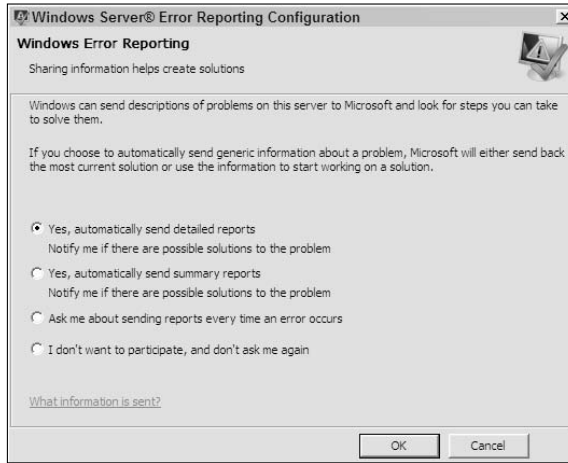 Windows Server® Error Reporting Configuration
Windows Error Reporting
Sharing information helps create solutions
Windows can send descriptions of problems on this server to Microsoft and look for steps you can take
to solve them.
If you choose to automatically send generic information about a problem, Microsoft will either send back
the most current solution or use the information to start working on a solution.
Yes, automatically send detailed reports
Notify me if there are possible solutions to the problem
Yes, automatically send summary reports
Notify me if there are possible solutions to the problem
Ask me about sending reports every time an error occurs
I don't want to participate, and don't ask me again
What information is sent?
OK
Cancel